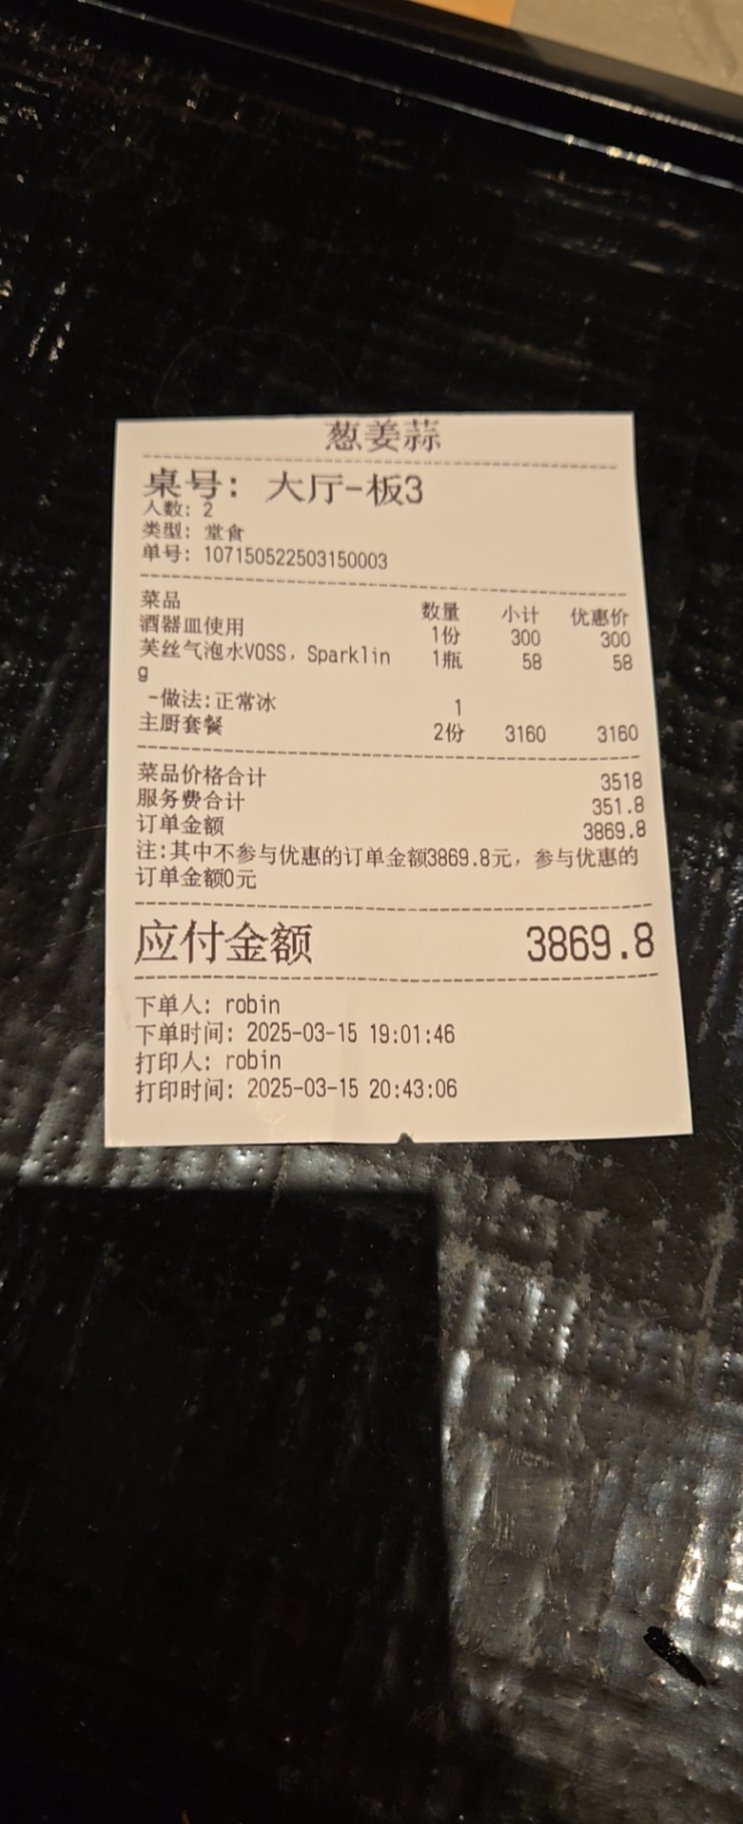 葱姜蒜
桌号: 大厅-板3
人数: 2
类型: 堂食
单号: 107150522503150003
菜品 数量 小计 优惠价
酒器皿使用 1份 300 300
芙丝气泡水VOSS, Sparklin 1瓶 58 58
g
-做法:正常冰 1
主厨套餐 2份 3160 3160
菜品价格合计 3518
服务费合计 351.8
订单金额 3869.8
注:其中不参与优惠的订单金额3869.8元, 参与优惠的
订单金额0元
应付金额 3869.8
下单人: robin
下单时间: 2025-03-15 19:01:46
打印人: robin
打印时间: 2025-03-15 20:43:06